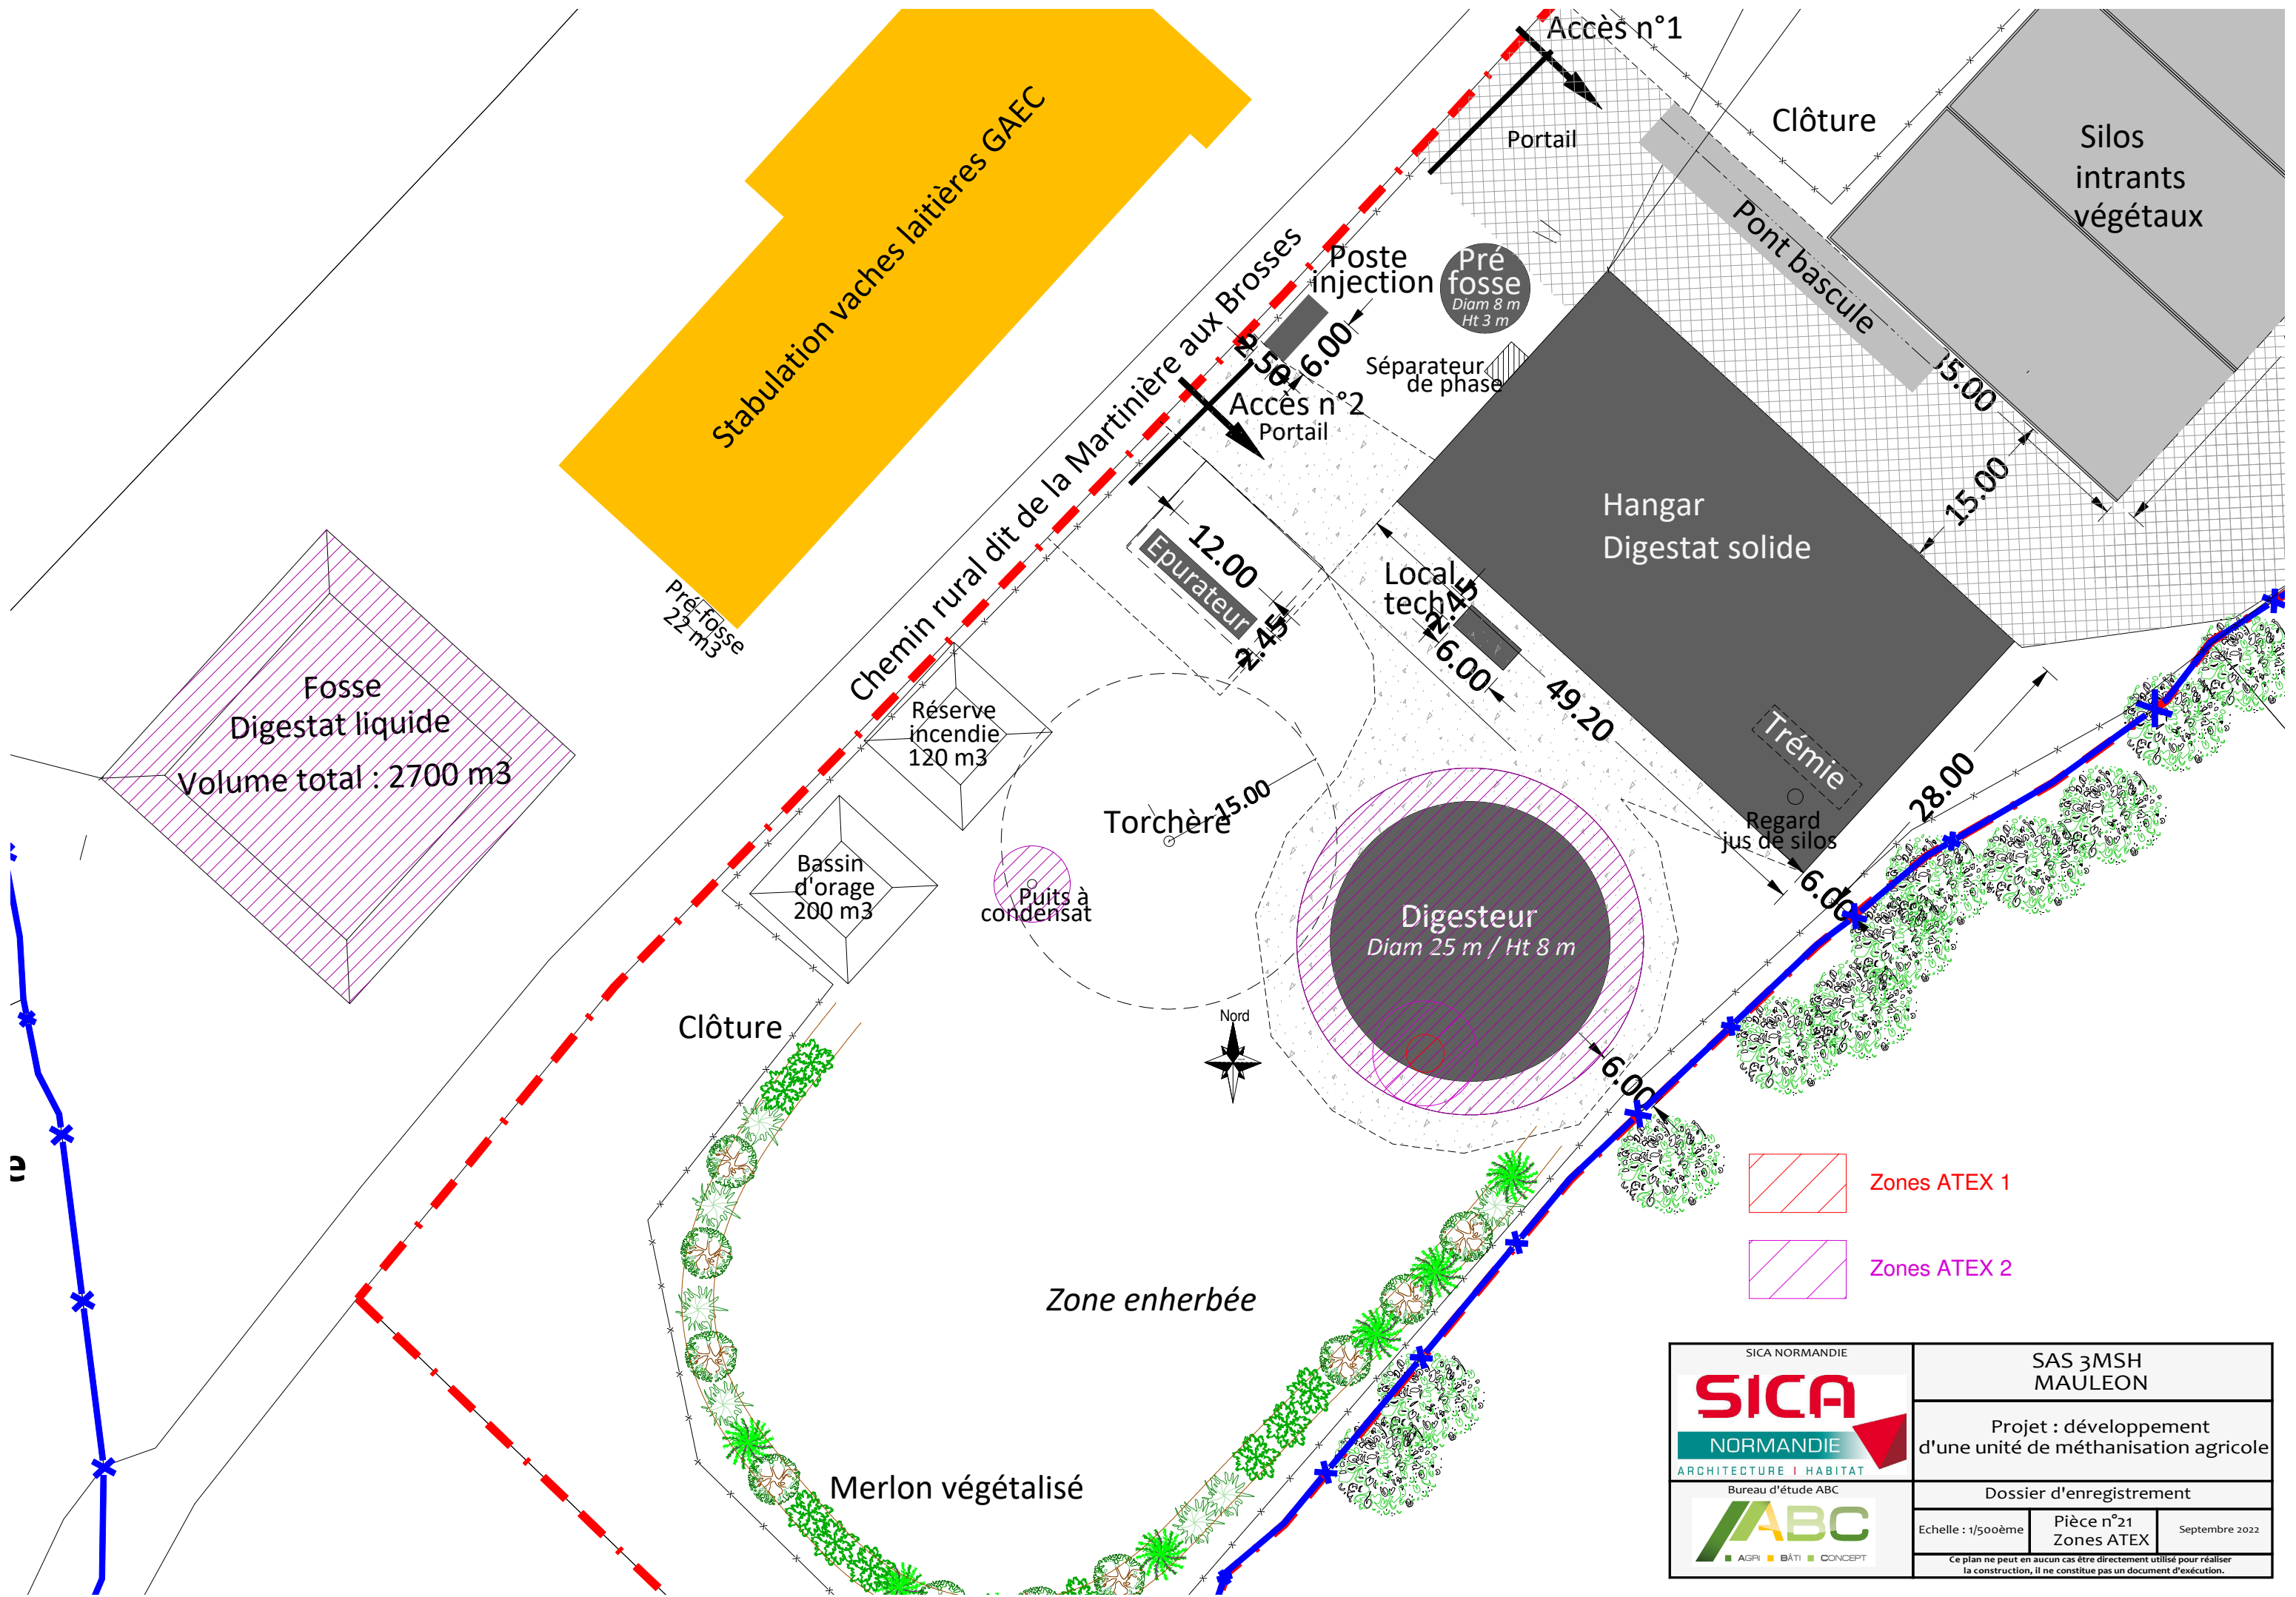 Accès n°1
Portail
Clôture
Silos
intrants
végétaux
Pont bascule
Stabulation vaches laitières GAEC
Poste
injection
Pré
fosse
Diam 8 m
Ht 3 m
2.50
6.00
Séparateur
de phase
Accès n°2
Portail
35.00
15.00
Hangar
Digestat solide
Chemin rural dit de la Martinière aux Brosses
12.00
Epurateur
2.45
Local
tech
2.45
6.00
49.20
Pré-fosse
22 m3
Fosse
Digestat liquide
Volume total : 2700 m3
Réserve
incendie
120 m3
Trémie
28.00
Torchère
15.00
Regard
jus de silos
Bassin
d'orage
200 m3
Puits à
condensat
6.00
Digesteur
Diam 25 m / Ht 8 m
Clôture
Nord
6.00
e
Zones ATEX 1
Zones ATEX 2
Zone enherbée
Merlon végétalisé
SICA NORMANDIE
SICA
NORMANDIE
ARCHITECTURE | HABITAT
Bureau d'étude ABC
ABC
AGRI BÂTI CONCEPT
SAS 3MSH
MAULEON
Projet : développement
d'une unité de méthanisation agricole
Dossier d'enregistrement
Echelle : 1/500ème
Pièce n°21
Zones ATEX
Septembre 2022
Ce plan ne peut en aucun cas être directement utilisé pour réaliser
la construction, il ne constitue pas un document d'exécution.